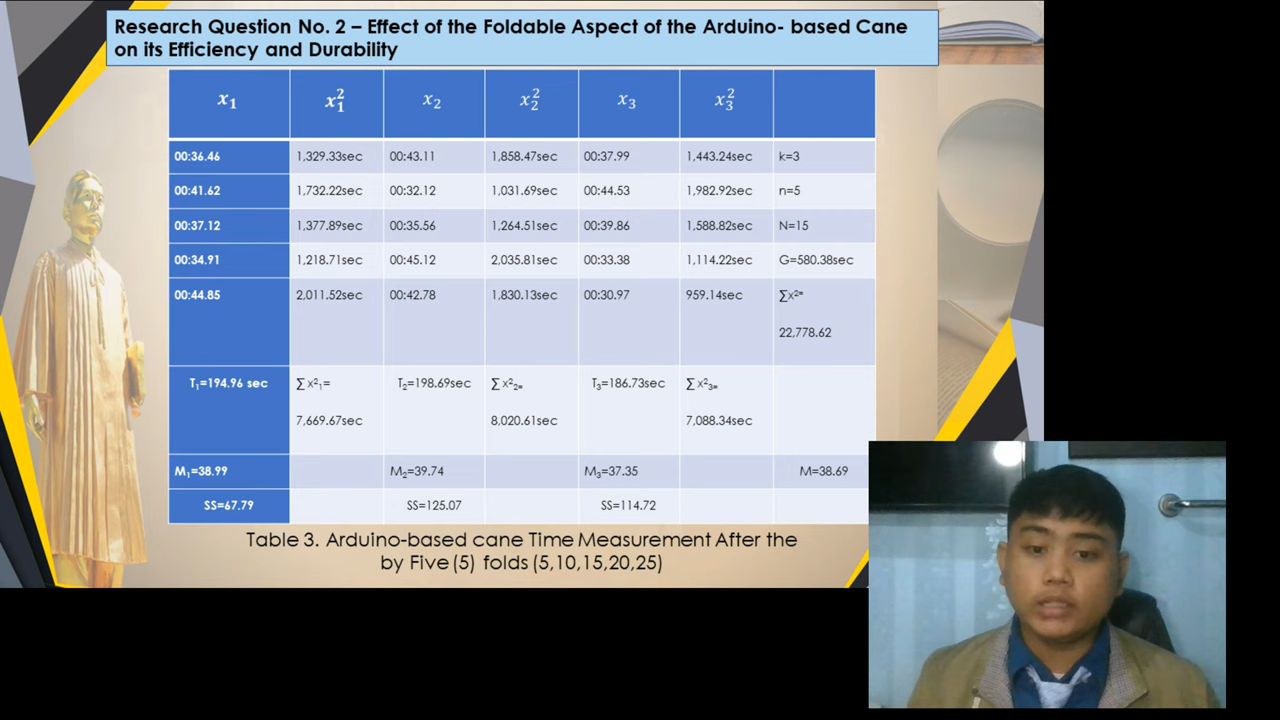 Research Question No. 2 – Effect of the Foldable Aspect of the Arduino- based Cane
on its Efficiency and Durability
x₁ x₁² x₂ x₂² x₃ x₃²
00:36.46 1,329.33sec 00:43.11 1,858.47sec 00:37.99 1,443.24sec k=3
00:41.62 1,732.22sec 00:32.12 1,031.69sec 00:44.53 1,982.92sec n=5
00:37.12 1,377.89sec 00:35.56 1,264.51sec 00:39.86 1,588.82sec N=15
00:34.91 1,218.71sec 00:45.12 2,035.81sec 00:33.38 1,114.22sec G=580.38sec
00:44.85 2,011.52sec 00:42.78 1,830.13sec 00:30.97 959.14sec ∑x²⁼
22,778.62
T₁=194.96 sec ∑ x²₁= T₂=198.69sec ∑ x²₂₌ T₃=186.73sec ∑ x²₃₌
7,669.67sec 8,020.61sec 7,088.34sec
M₁=38.99 M₂=39.74 M₃=37.35 M=38.69
SS=67.79 SS=125.07 SS=114.72
Table 3. Arduino-based cane Time Measurement After the
by Five (5) folds (5,10,15,20,25)